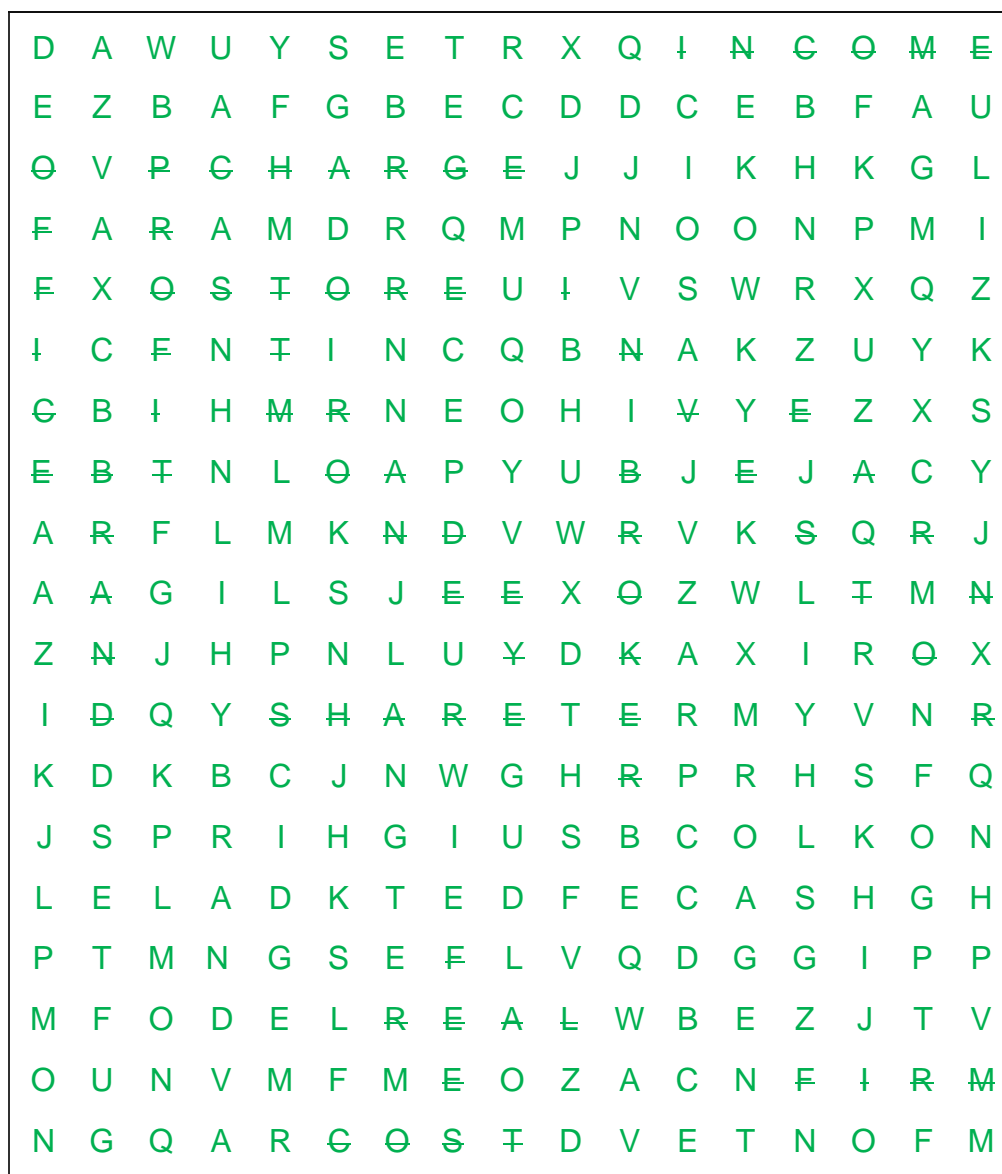 D A W U Y S E T R X Q I N C O M E
E Z B A F G B E C D D C E B F A U
O V P C H A R G E J J I K H K G L
F A R A M D R Q M P N O O N P M I
F X O S T O R E U I V S W R X Q Z
I C F N T I N C Q B N A K Z U Y K
C B I H M R N E O H I V Y E Z X S
E B T N L O A P Y U B J E J A C Y
A R F L M K N D V W R V K S Q R J
A A G I L S J E E X O Z W L T M N
Z N J H P N L U Y D K A X I R O X
I D Q Y S H A R E T E R M Y V N R
K D K B C J N W G H R P R H S F Q
J S P R I H G I U S B C O L K O N
L E L A D K T E D F E C A S H G H
P T M N G S E F L V Q D G G I P P
M F O D E L R E A L W B E Z J T V
O U N V M F M E O Z A C N F I R M
N G Q A R C O S T D V E T N O F M